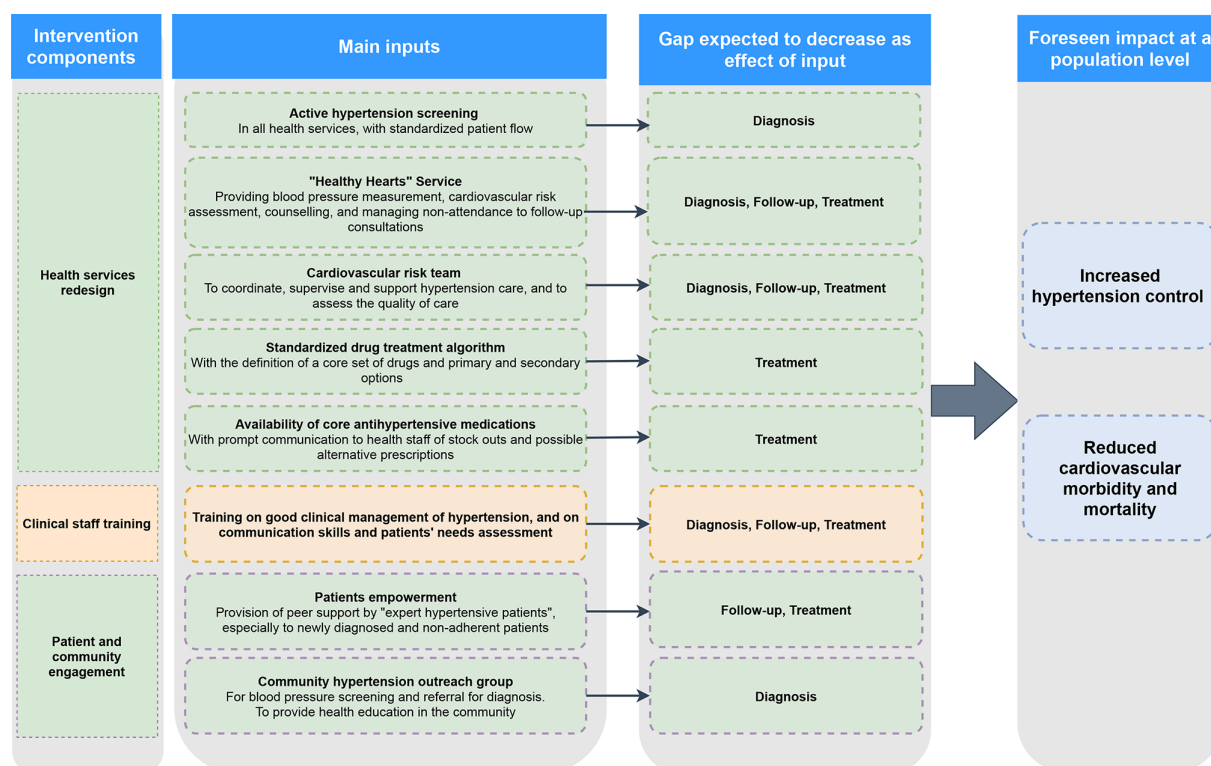 Intervention
components
Main inputs
Gap expected to decrease as
effect of input
Foreseen impact at a
population level
Health services
redesign
Active hypertension screening
In all health services, with standardized patient flow
Diagnosis
"Healthy Hearts" Service
Providing blood pressure measurement, cardiovascular risk
assessment, counselling, and managing non-attendance to follow-up
consultations
Diagnosis, Follow-up, Treatment
Cardiovascular risk team
To coordinate, supervise and support hypertension care, and to
assess the quality of care
Diagnosis, Follow-up, Treatment
Standardized drug treatment algorithm
With the definition of a core set of drugs and primary and secondary
options
Treatment
Availability of core antihypertensive medications
With prompt communication to health staff of stock outs and possible
alternative prescriptions
Treatment
Clinical staff training
Training on good clinical management of hypertension, and on
communication skills and patients' needs assessment
Diagnosis, Follow-up, Treatment
Patient and
community
engagement
Patients empowerment
Provision of peer support by "expert hypertensive patients",
especially to newly diagnosed and non-adherent patients
Follow-up, Treatment
Community hypertension outreach group
For blood pressure screening and referral for diagnosis.
To provide health education in the community
Diagnosis
Increased
hypertension control
Reduced
cardiovascular
morbidity and
mortality